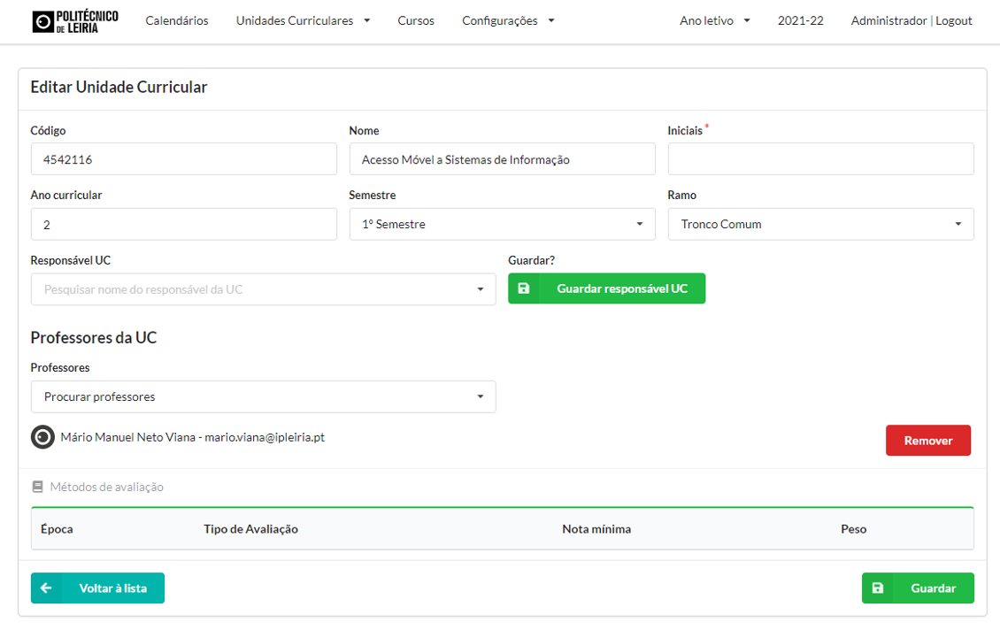 POLITÉCNICO
DE LEIRIA
Calendários
Unidades Curriculares
Cursos
Configurações
Ano letivo
2021-22
Administrador | Logout
Editar Unidade Curricular
Código
Nome
Iniciais *
4542116
Acesso Móvel a Sistemas de Informação
Ano curricular
Semestre
Ramo
2
1º Semestre
Tronco Comum
Responsável UC
Guardar?
Pesquisar nome do responsável da UC
Guardar responsável UC
Professores da UC
Professores
Procurar professores
Mário Manuel Neto Viana - mario.viana@ipleiria.pt
Remover
Métodos de avaliação
Época
Tipo de Avaliação
Nota mínima
Peso
Voltar à lista
Guardar